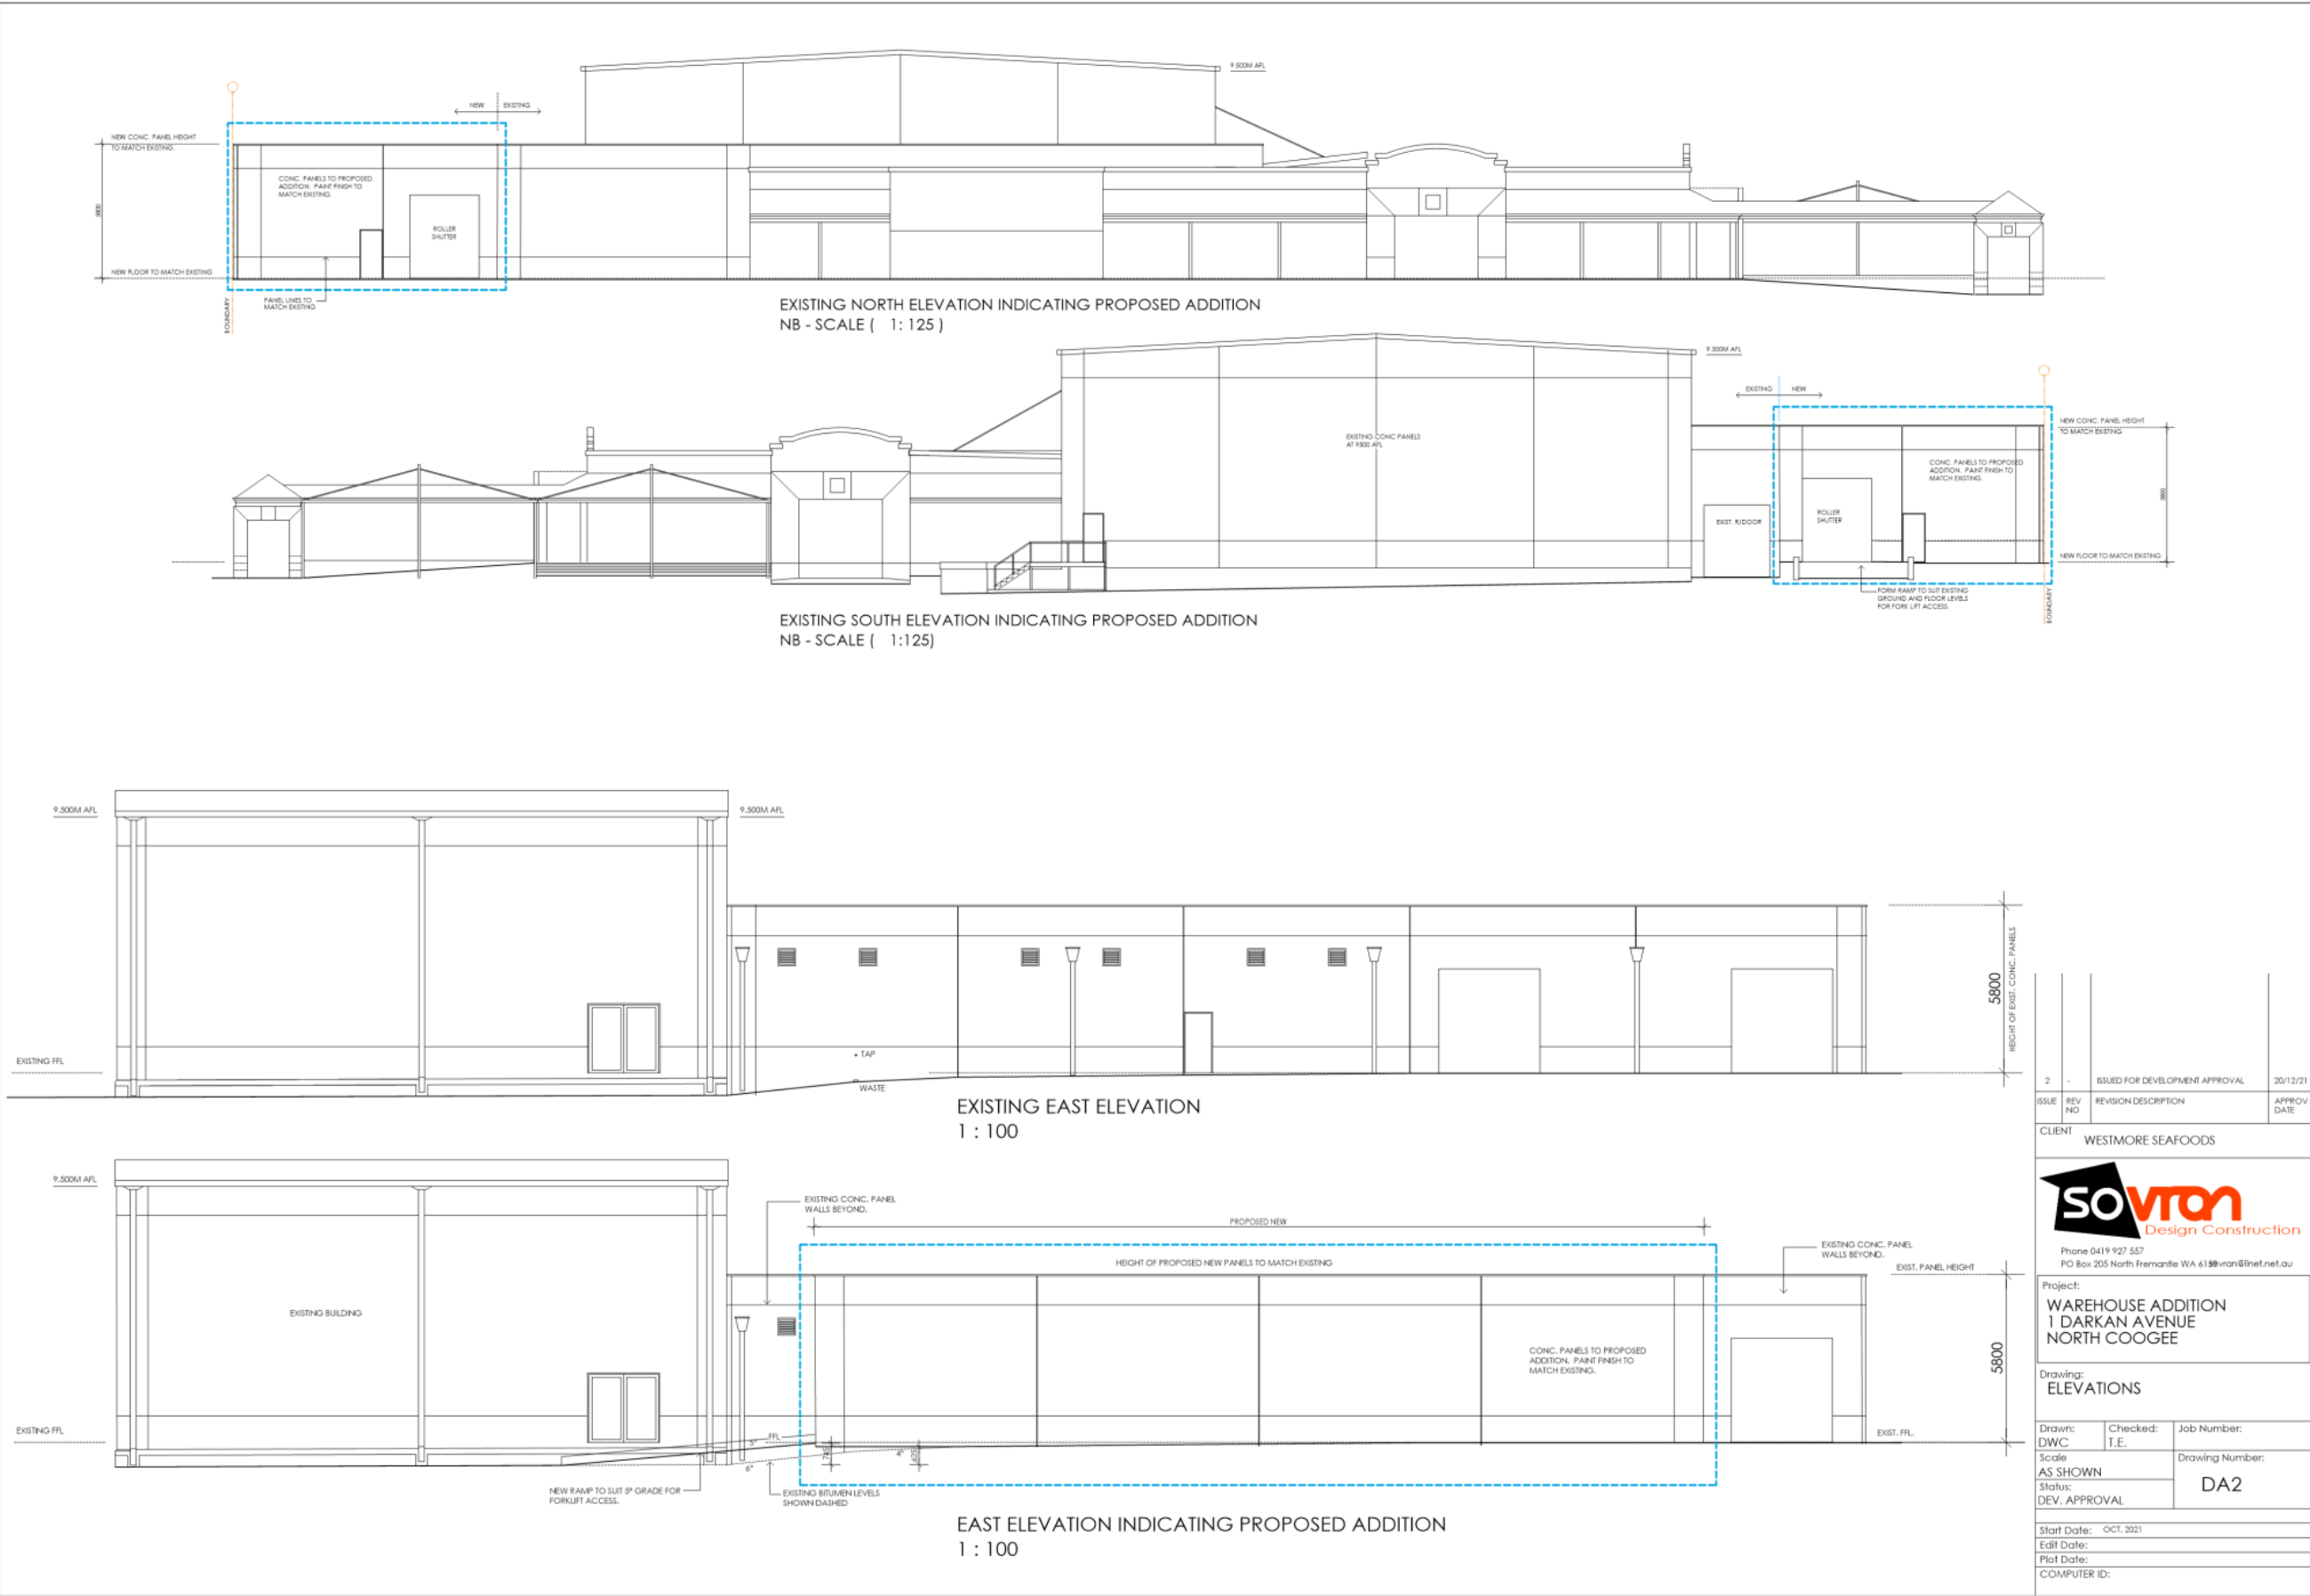 9.500M AFL
NEW
EXISTING
NEW CONC. PANEL HEIGHT
TO MATCH EXISTING.
CONC. PANELS TO PROPOSED
ADDITION. PAINT FINISH TO
MATCH EXISTING.
ROLLER
SHUTTER
5800
NEW FLOOR TO MATCH EXISTING
PANEL LINES TO
MATCH EXISTING
BOUNDARY
EXISTING NORTH ELEVATION INDICATING PROPOSED ADDITION
NB - SCALE ( 1: 125 )
9.500M AFL
EXISTING
NEW
NEW CONC. PANEL HEIGHT
TO MATCH EXISTING.
EXISTING CONC PANELS
AT 9500 AFL
CONC. PANELS TO PROPOSED
ADDITION. PAINT FINISH TO
MATCH EXISTING.
5800
EXIST. R/DOOR
ROLLER
SHUTTER
NEW FLOOR TO MATCH EXISTING
FORM RAMP TO SUIT EXISTING
GROUND AND FLOOR LEVELS
FOR FORK LIFT ACCESS.
BOUNDARY
EXISTING SOUTH ELEVATION INDICATING PROPOSED ADDITION
NB - SCALE ( 1:125)
9.500M AFL
9.500M AFL
5800
HEIGHT OF EXIST. CONC. PANELS
EXISTING FFL
+ TAP
WASTE
EXISTING EAST ELEVATION
1 : 100
9.500M AFL
EXISTING CONC. PANEL
WALLS BEYOND.
PROPOSED NEW
HEIGHT OF PROPOSED NEW PANELS TO MATCH EXISTING
EXISTING CONC. PANEL
WALLS BEYOND.
EXIST. PANEL HEIGHT
EXISTING BUILDING
CONC. PANELS TO PROPOSED
ADDITION. PAINT FINISH TO
MATCH EXISTING.
5800
EXISTING FFL
FFL
5°
745
4°
625
6°
EXIST. FFL.
NEW RAMP TO SUIT 5° GRADE FOR
FORKLIFT ACCESS.
EXISTING BITUMEN LEVELS
SHOWN DASHED
EAST ELEVATION INDICATING PROPOSED ADDITION
1 : 100
2 - ISSUED FOR DEVELOPMENT APPROVAL 20/12/21
ISSUE REV NO REVISION DESCRIPTION APPROV DATE
CLIENT
WESTMORE SEAFOODS
SOVRON
Design Construction
Phone 0419 927 557
PO Box 205 North Fremantle WA
Project:
WAREHOUSE ADDITION
1 DARKAN AVENUE
NORTH COOGEE
Drawing:
ELEVATIONS
Drawn: Checked: Job Number:
DWC T.E.
Scale Drawing Number:
AS SHOWN
DA2
Status:
DEV. APPROVAL
Start Date: OCT. 2021
Edit Date:
Plot Date:
COMPUTER ID: